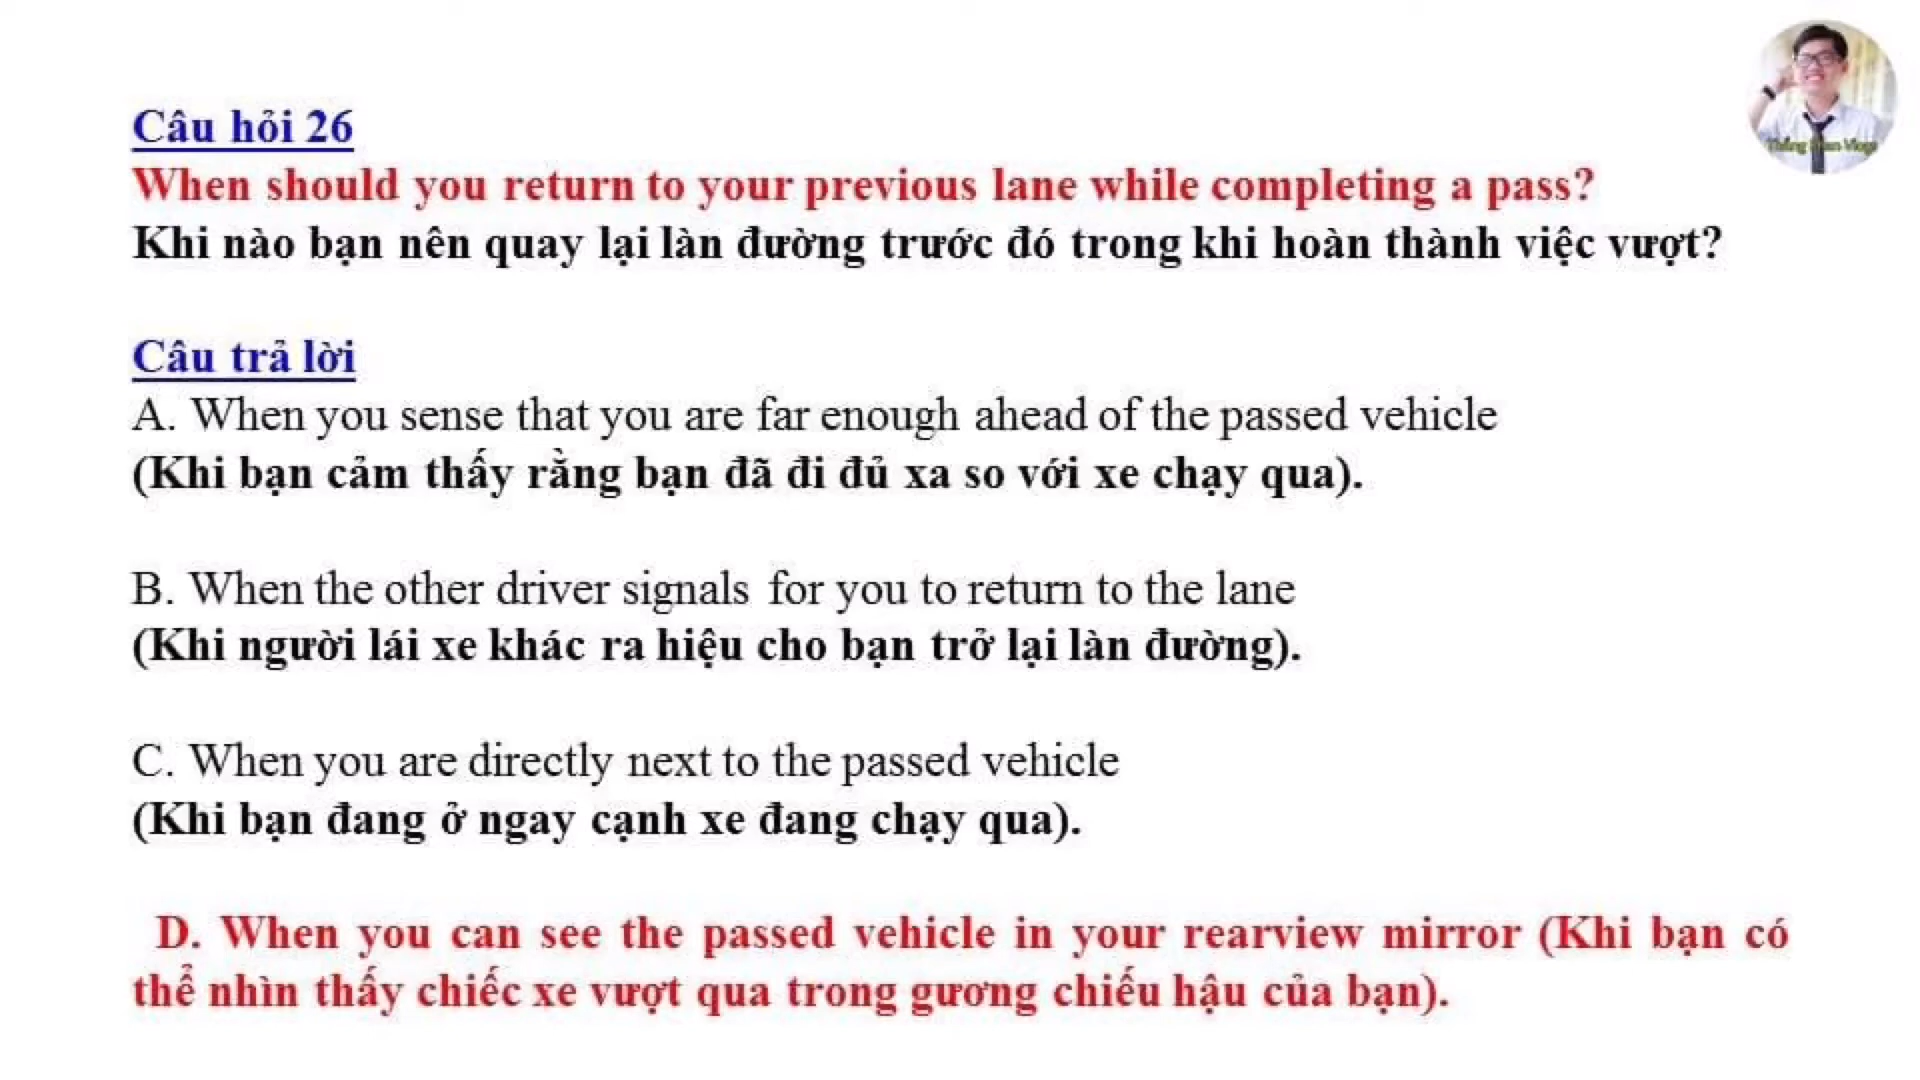 Câu hỏi 26
When should you return to your previous lane while completing a pass?
Khi nào bạn nên quay lại làn đường trước đó trong khi hoàn thành việc vượt?
Câu trả lời
A. When you sense that you are far enough ahead of the passed vehicle
(Khi bạn cảm thấy rằng bạn đã đi đủ xa so với xe chạy qua).
B. When the other driver signals for you to return to the lane
(Khi người lái xe khác ra hiệu cho bạn trở lại làn đường).
C. When you are directly next to the passed vehicle
(Khi bạn đang ở ngay cạnh xe đang chạy qua).
D. When you can see the passed vehicle in your rearview mirror (Khi bạn có
thể nhìn thấy chiếc xe vượt qua trong gương chiếu hậu của bạn).